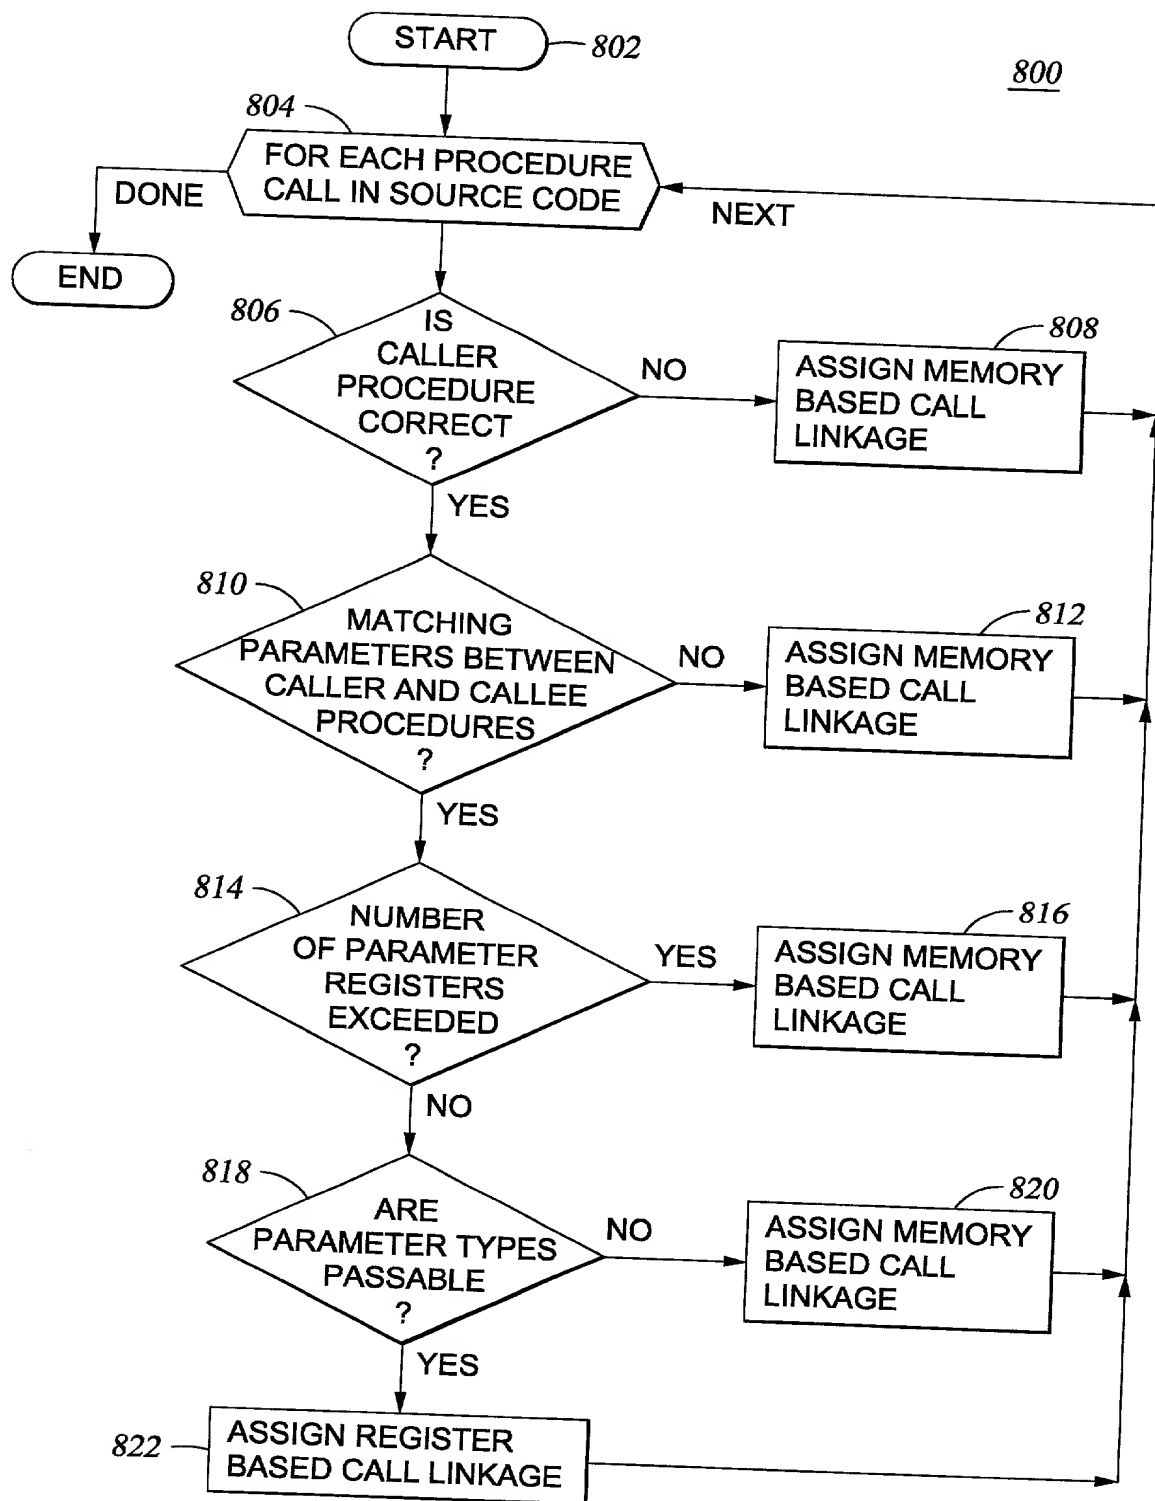 START
802
800
804
FOR EACH PROCEDURE
CALL IN SOURCE CODE
DONE
NEXT
END
806
IS
CALLER
PROCEDURE
CORRECT
?
NO
808
ASSIGN MEMORY
BASED CALL
LINKAGE
YES
810
MATCHING
PARAMETERS BETWEEN
CALLER AND CALLEE
PROCEDURES
?
NO
812
ASSIGN MEMORY
BASED CALL
LINKAGE
YES
814
NUMBER
OF PARAMETER
REGISTERS
EXCEEDED
?
YES
816
ASSIGN MEMORY
BASED CALL
LINKAGE
NO
818
ARE
PARAMETER TYPES
PASSABLE
?
NO
820
ASSIGN MEMORY
BASED CALL
LINKAGE
YES
822
ASSIGN REGISTER
BASED CALL LINKAGE